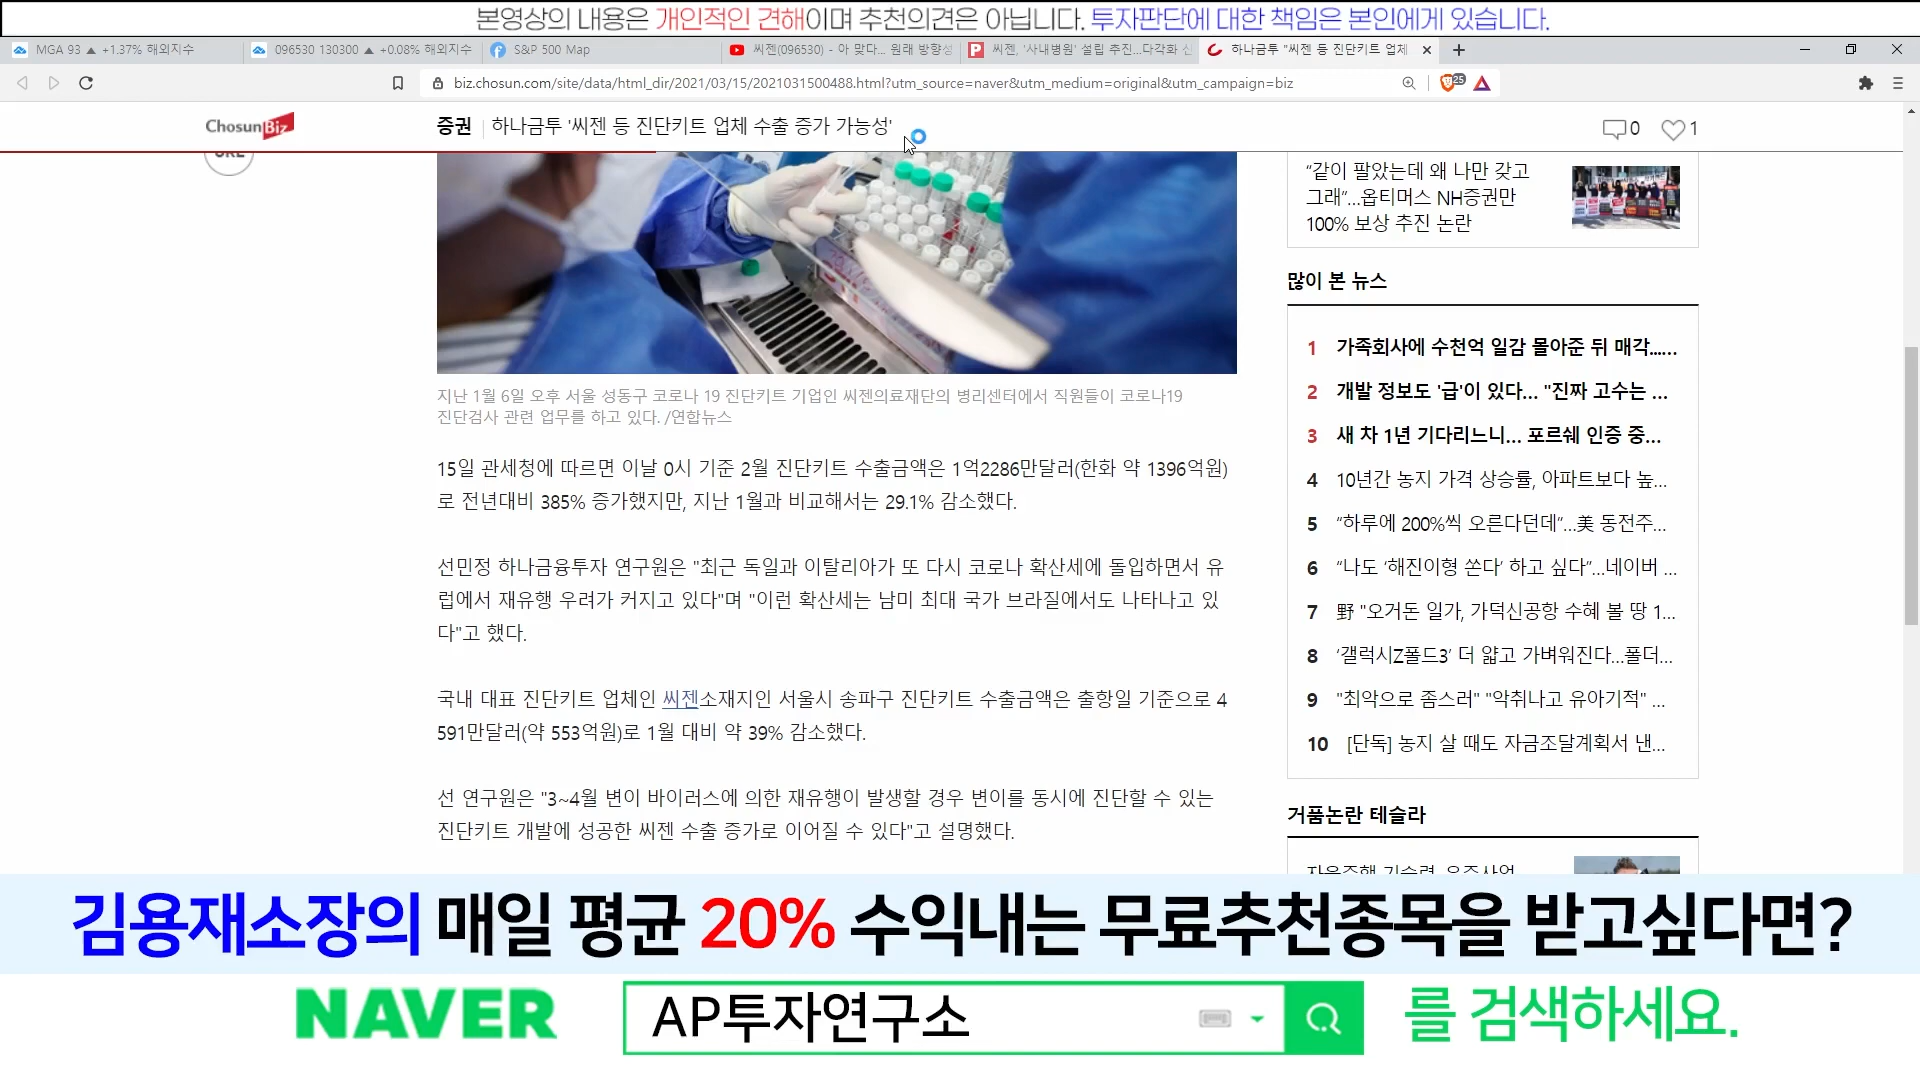 본영상의 내용은 개인적인 견해이며 추천의견은 아닙니다. 투자판단에 대한 책임은 본인에게 있습니다.
MGA 93 ▲ +1.37% 해외지수
096530 130300 ▲ +0.08% 해외지수
S&P 500 Map
씨젠(096530) - 아 맞다... 원래 방향성
씨젠, '사내병원' 설립 추진...다각화 신
하나금투 "씨젠 등 진단키트 업체
biz.chosun.com/site/data/html_dir/2021/03/15/2021031500488.html?utm_source=naver&utm_medium=original&utm_campaign=biz
25
ChosunBiz
증권
하나금투 '씨젠 등 진단키트 업체 수출 증가 가능성'
0
1
URL
지난 1월 6일 오후 서울 성동구 코로나 19 진단키트 기업인 씨젠의료재단의 병리센터에서 직원들이 코로나19
진단검사 관련 업무를 하고 있다. /연합뉴스
15일 관세청에 따르면 이날 0시 기준 2월 진단키트 수출금액은 1억2286만달러(한화 약 1396억원)
로 전년대비 385% 증가했지만, 지난 1월과 비교해서는 29.1% 감소했다.
선민정 하나금융투자 연구원은 "최근 독일과 이탈리아가 또 다시 코로나 확산세에 돌입하면서 유
럽에서 재유행 우려가 커지고 있다"며 "이런 확산세는 남미 최대 국가 브라질에서도 나타나고 있
다"고 했다.
국내 대표 진단키트 업체인 씨젠소재지인 서울시 송파구 진단키트 수출금액은 출항일 기준으로 4
591만달러(약 553억원)로 1월 대비 약 39% 감소했다.
선 연구원은 "3~4월 변이 바이러스에 의한 재유행이 발생할 경우 변이를 동시에 진단할 수 있는
진단키트 개발에 성공한 씨젠 수출 증가로 이어질 수 있다"고 설명했다.
“같이 팔았는데 왜 나만 갖고
그래”...옵티머스 NH증권만
100% 보상 추진 논란
많이 본 뉴스
1 가족회사에 수천억 일감 몰아준 뒤 매각......
2 개발 정보도 '급'이 있다... "진짜 고수는 ...
3 새 차 1년 기다리느니... 포르쉐 인증 중...
4 10년간 농지 가격 상승률, 아파트보다 높...
5 “하루에 200%씩 오른다던데”...美 동전주...
6 “나도 ‘해진이형 쏜다’ 하고 싶다”...네이버 ...
7 野 "오거돈 일가, 가덕신공항 수혜 볼 땅 1...
8 ‘갤럭시Z폴드3’ 더 얇고 가벼워진다...폴더...
9 "최악으로 좀스러" "악취나고 유아기적" ...
10 [단독] 농지 살 때도 자금조달계획서 낸...
거품논란 테슬라
김용재소장의 매일 평균 20% 수익내는 무료추천종목을 받고싶다면?
NAVER AP투자연구소 를 검색하세요.